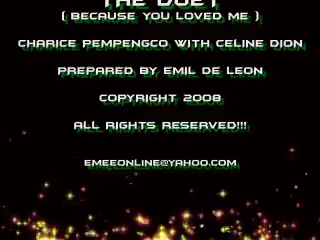 THE DUET
( BECAUSE YOU LOVED ME )
CHARICE PEMPENGCO WITH CELINE DION
PREPARED BY EMIL DE LEON
COPYRIGHT 2008
ALL RIGHTS RESERVED!!!
EMEEONLINE@YAHOO.COM